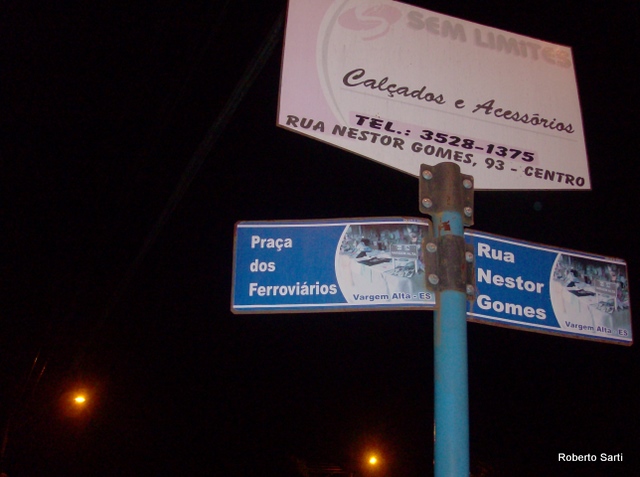 SEM LIMITES
Calçados e Acessórios
TEL.: 3528-1375
RUA NESTOR GOMES, 93 - CENTRO
Praça
dos
Ferroviários
Vargem Alta - ES
Rua
Nestor
Gomes
Vargem Alta - ES
Roberto Sarti